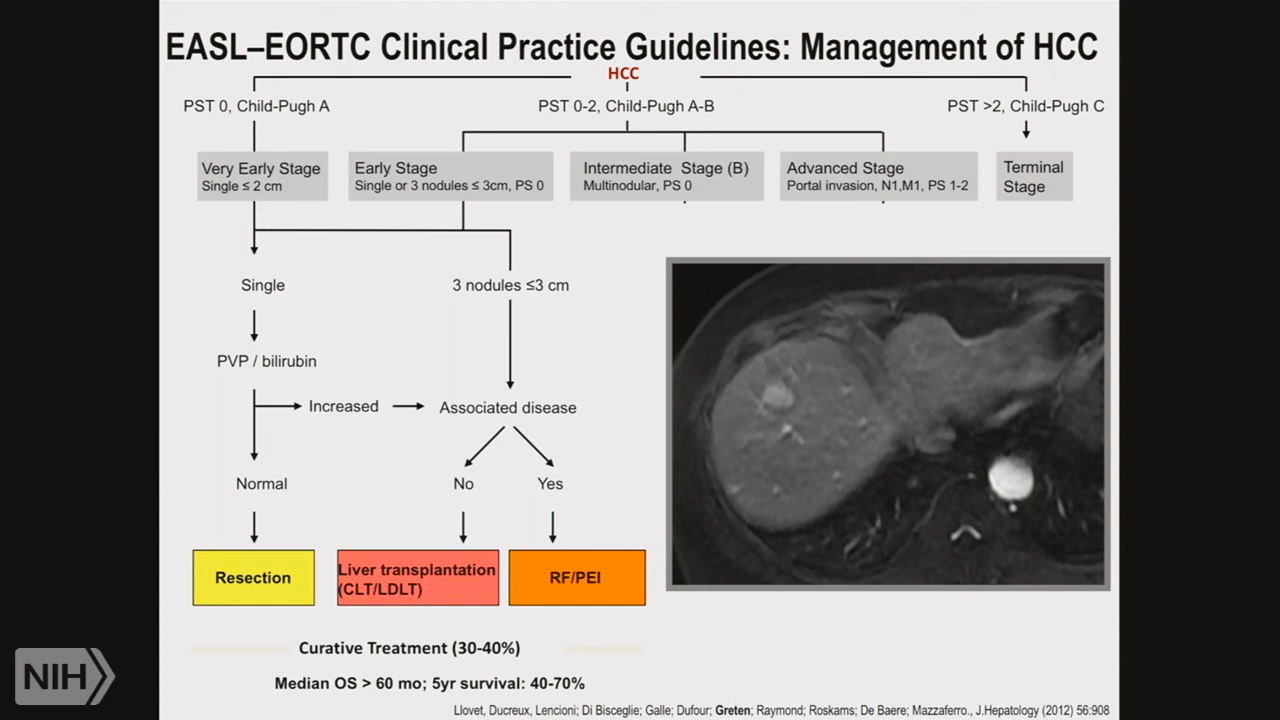 EASL–EORTC Clinical Practice Guidelines: Management of HCC
HCC
PST 0, Child-Pugh A
PST 0-2, Child-Pugh A-B
PST >2, Child-Pugh C
Very Early Stage
Single ≤ 2 cm
Early Stage
Single or 3 nodules ≤ 3cm, PS 0
Intermediate Stage (B)
Multinodular, PS 0
Advanced Stage
Portal invasion, N1,M1, PS 1-2
Terminal
Stage
Single
3 nodules ≤3 cm
PVP / bilirubin
Increased
Associated disease
Normal
No
Yes
Resection
Liver transplantation
(CLT/LDLT)
RF/PEI
Curative Treatment (30-40%)
Median OS > 60 mo; 5yr survival: 40-70%
NIH
Llovet, Ducreux, Lencioni; Di Bisceglie; Galle; Dufour; Greten; Raymond; Roskams; De Baere; Mazzaferro., J.Hepatology (2012) 56:908